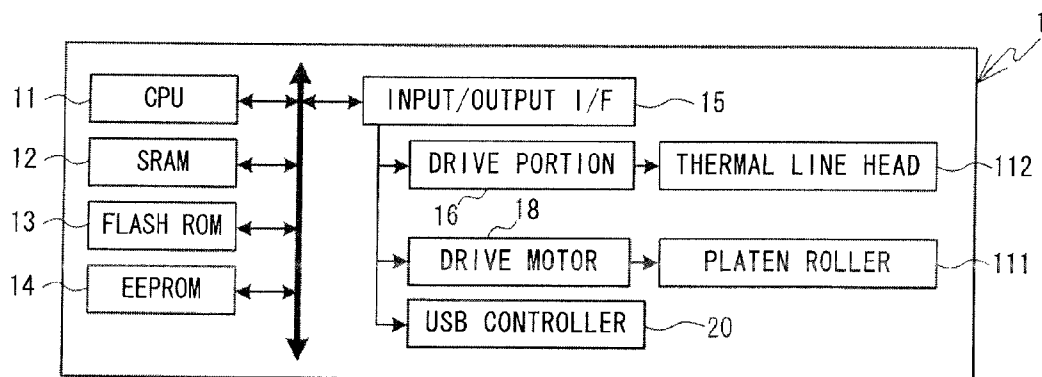 1
11 CPU
INPUT/OUTPUT I/F 15
12 SRAM
DRIVE PORTION
THERMAL LINE HEAD 112
16
13 FLASH ROM
18
DRIVE MOTOR
PLATEN ROLLER 111
14 EEPROM
USB CONTROLLER 20